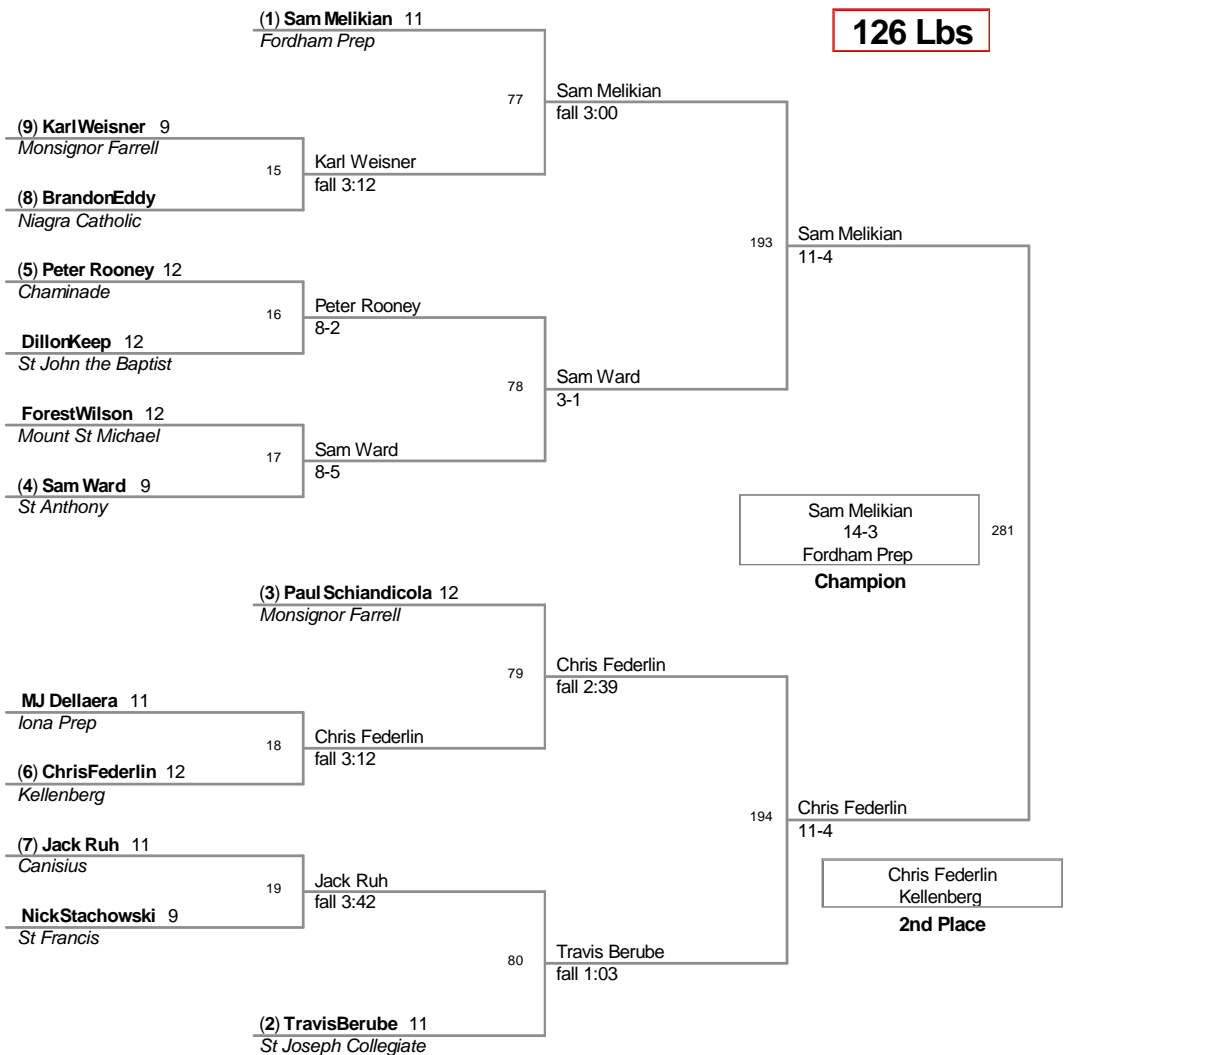 (1) Sam Melikian 11
Fordham Prep
126 Lbs
77
Sam Melikian
fall 3:00
(9) Karl Weisner 9
Monsignor Farrell
15
Karl Weisner
fall 3:12
(8) BrandonEddy
Niagra Catholic
193
Sam Melikian
11-4
(5) Peter Rooney 12
Chaminade
16
Peter Rooney
8-2
DillonKeep 12
St John the Baptist
78
Sam Ward
3-1
ForestWilson 12
Mount St Michael
17
Sam Ward
8-5
(4) Sam Ward 9
St Anthony
Sam Melikian
14-3
Fordham Prep
Champion
281
(3) Paul Schiandicola 12
Monsignor Farrell
79
Chris Federlin
fall 2:39
MJ Dellaera 11
Iona Prep
18
Chris Federlin
fall 3:12
(6) ChrisFederlin 12
Kellenberg
194
Chris Federlin
11-4
(7) Jack Ruh 11
Canisius
19
Jack Ruh
fall 3:42
Chris Federlin
Kellenberg
2nd Place
NickStachowski 9
St Francis
80
Travis Berube
fall 1:03
(2) TravisBerube 11
St Joseph Collegiate